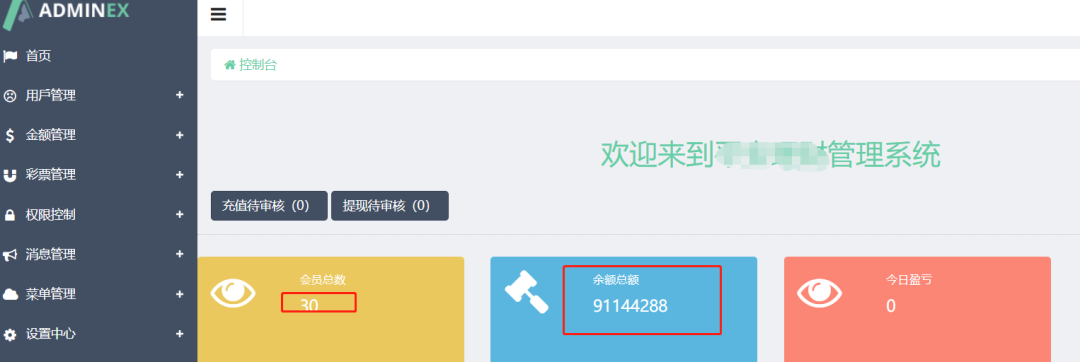 ADMINEX
首页
用戶管理
金额管理
彩票管理
权限控制
消息管理
菜单管理
设置中心
控制台
欢迎来到 管理系统
充值待审核（0） 提现待审核（0）
会员总数
30
余额总额
91144288
今日盈亏
0